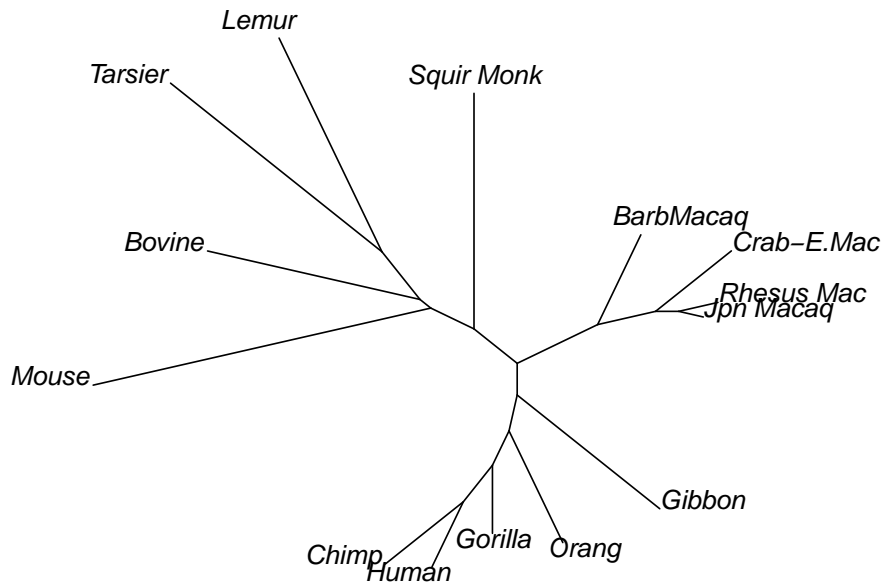 Lemur
Tarsier
Squir Monk
BarbMacaq
Bovine
Crab−E.Mac
Rhesus Mac
Jpn Macaq
Mouse
Gibbon
Gorilla
Orang
Chimp
Human